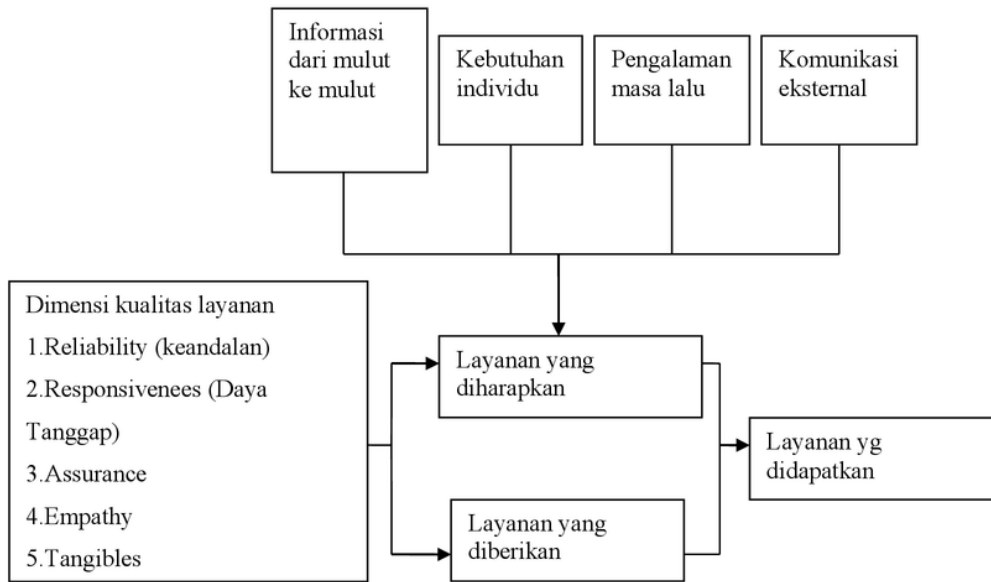 Informasi
dari mulut
ke mulut
Kebutuhan
individu
Pengalaman
masa lalu
Komunikasi
eksternal
Dimensi kualitas layanan
1.Reliability (keandalan)
2.Responsivenees (Daya
Tanggap)
3.Assurance
4.Empathy
5.Tangibles
Layanan yang
diharapkan
Layanan yang
diberikan
Layanan yg
didapatkan